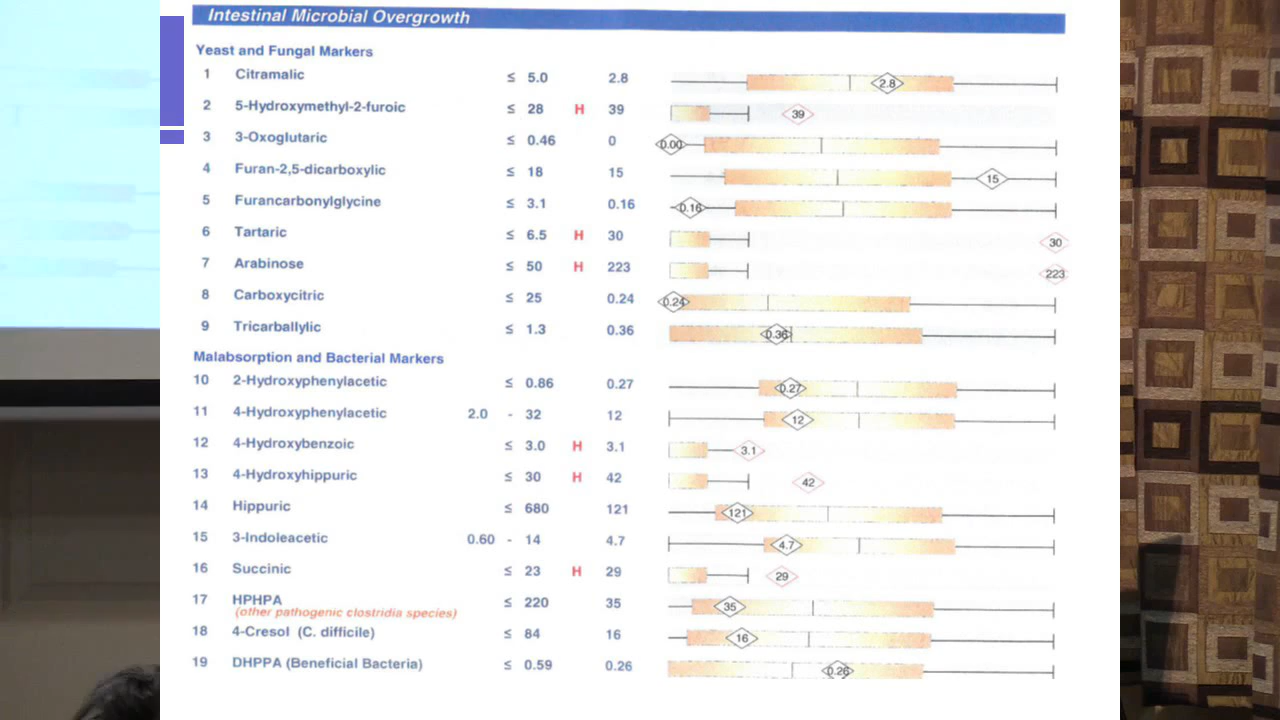 Intestinal Microbial Overgrowth
Yeast and Fungal Markers
1 Citramalic ≤ 5.0 2.8 2.8
2 5-Hydroxymethyl-2-furoic ≤ 28 H 39 39
3 3-Oxoglutaric ≤ 0.46 0 0.00
4 Furan-2,5-dicarboxylic ≤ 18 15 15
5 Furancarbonylglycine ≤ 3.1 0.16 0.16
6 Tartaric ≤ 6.5 H 30 30
7 Arabinose ≤ 50 H 223 223
8 Carboxycitric ≤ 25 0.24 0.24
9 Tricarballylic ≤ 1.3 0.36 0.36
Malabsorption and Bacterial Markers
10 2-Hydroxyphenylacetic ≤ 0.86 0.27 0.27
11 4-Hydroxyphenylacetic 2.0 - 32 12 12
12 4-Hydroxybenzoic ≤ 3.0 H 3.1 3.1
13 4-Hydroxyhippuric ≤ 30 H 42 42
14 Hippuric ≤ 680 121 121
15 3-Indoleacetic 0.60 - 14 4.7 4.7
16 Succinic ≤ 23 H 29 29
17 HPHPA ≤ 220 35 35
(other pathogenic clostridia species)
18 4-Cresol (C. difficile) ≤ 84 16 16
19 DHPPA (Beneficial Bacteria) ≤ 0.59 0.26 0.26